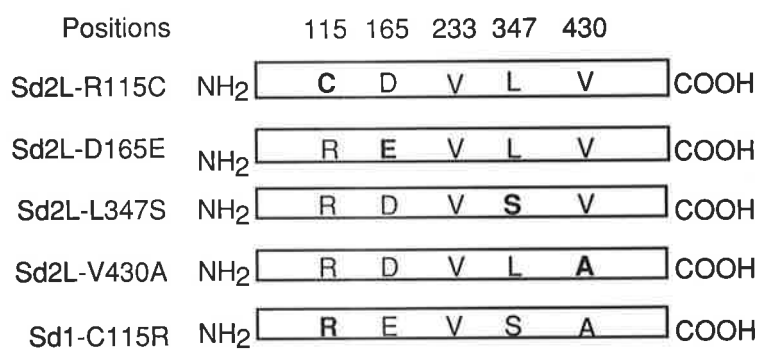 Positions 115 165 233 347 430
Sd2L-R115C NH2 C D V L V COOH
Sd2L-D165E NH2 R E V L V COOH
Sd2L-L347S NH2 R D V S V COOH
Sd2L-V430A NH2 R D V L A COOH
Sd1-C115R NH2 R E V S A COOH